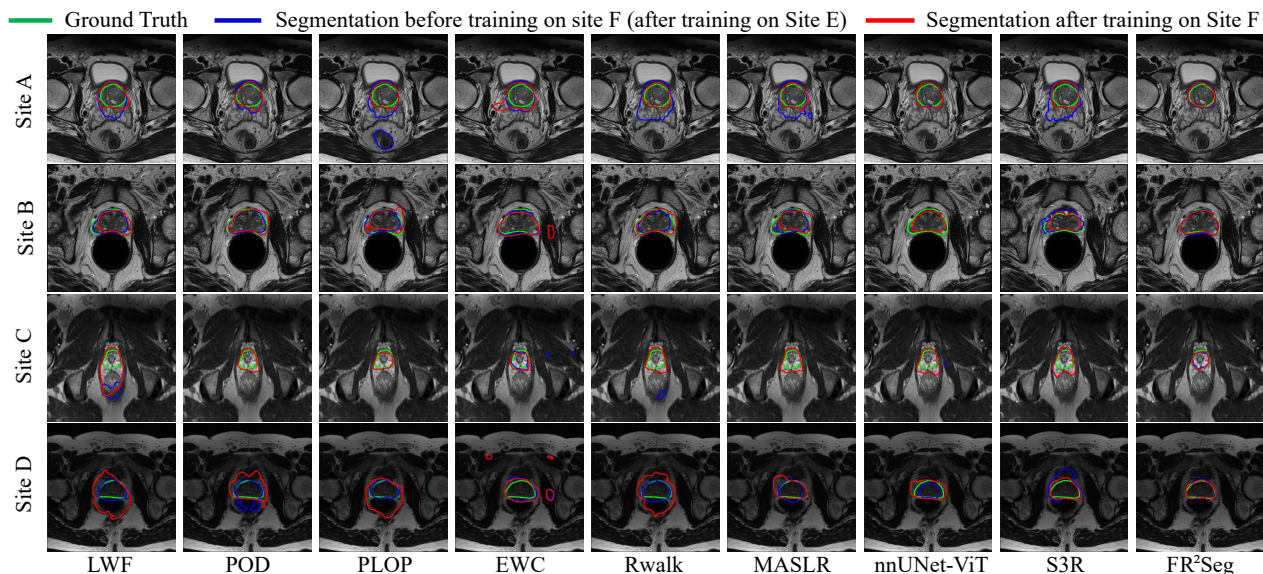 Ground Truth Segmentation before training on site F (after training on Site E) Segmentation after training on Site F
Site A
Site B
Site C
Site D
LWF POD PLOP EWC Rwalk MASLR nnUNet-ViT S3R FR²Seg